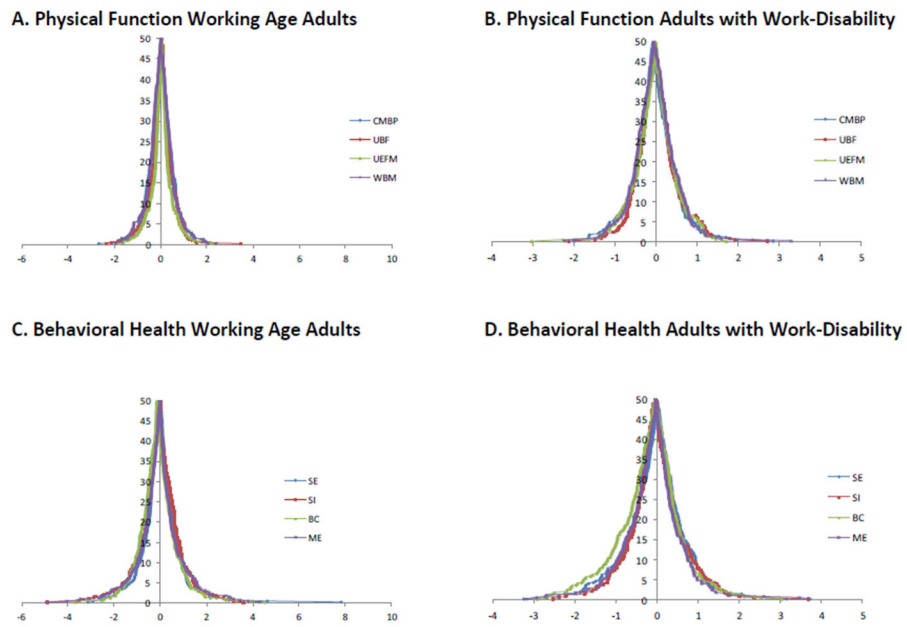 A. Physical Function Working Age Adults
50
45
40
35
30
25
20
15
10
5
0
-6 -4 -2 0 2 4 6 8 10
CMBP
UBF
UEFM
WBM
B. Physical Function Adults with Work-Disability
50
45
40
35
30
25
20
15
10
5
0
-4 -3 -2 -1 0 1 2 3 4 5
CMBP
UBF
UEFM
WBM
C. Behavioral Health Working Age Adults
50
45
40
35
30
25
20
15
10
5
0
-6 -4 -2 0 2 4 6 8 10
SE
SI
BC
ME
D. Behavioral Health Adults with Work-Disability
50
45
40
35
30
25
20
15
10
5
0
-4 -3 -2 -1 0 1 2 3 4 5
SE
SI
BC
ME